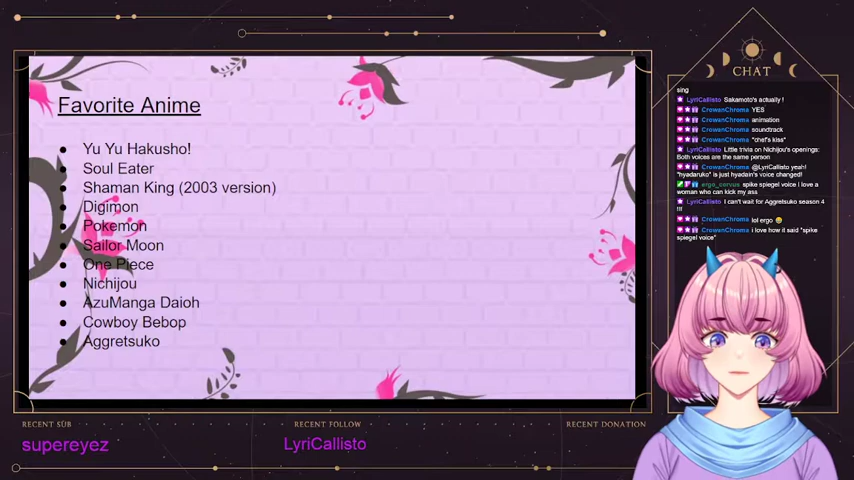 Favorite Anime
● Yu Yu Hakusho!
● Soul Eater
● Shaman King (2003 version)
● Digimon
● Pokemon
● Sailor Moon
● One Piece
● Nichijou
● AzuManga Daioh
● Cowboy Bebop
● Aggretsuko
CHAT
sing
LyriCallisto Sakamoto's actually !
CrowanChroma YES
CrowanChroma animation
CrowanChroma soundtrack
CrowanChroma *chef's kiss*
LyriCallisto Little trivia on Nichijou's openings:
Both voices are the same person
CrowanChroma @LyriCallisto yeah!
"hyadaruko" is just hyadain's voice changed!
ergo_corvus spike spiegel voice I love a
woman who can kick my ass
LyriCallisto I can't wait for Aggretsuko season 4
!!!
CrowanChroma lol ergo
CrowanChroma i love how it said "spike
spiegel voice"
RECENT SUB
supereyez
RECENT FOLLOW
LyriCallisto
RECENT DONATION